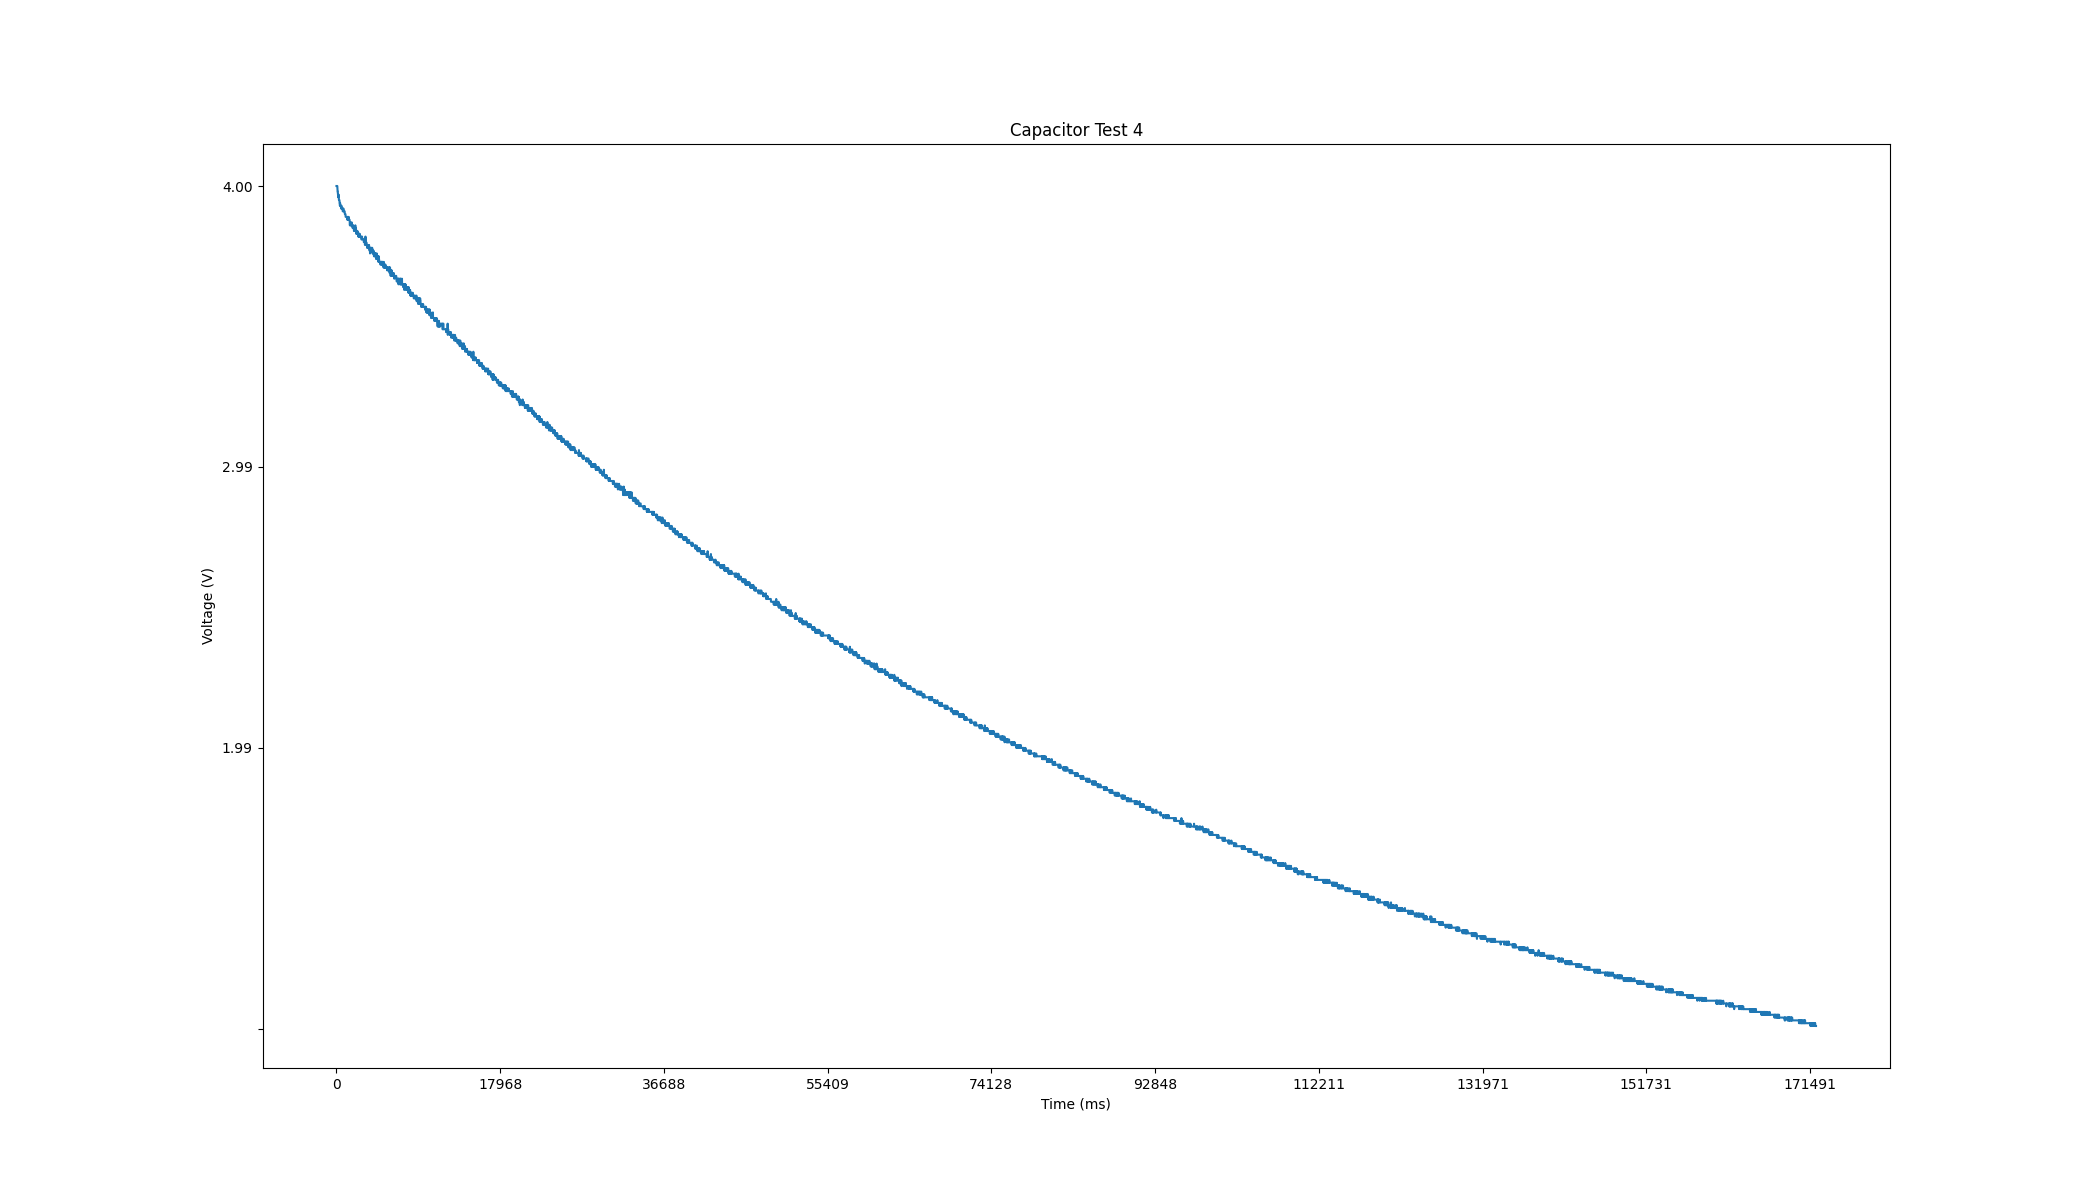 Capacitor Test 4
4.00
2.99
1.99
Voltage (V)
0 17968 36688 55409 74128 92848 112211 131971 151731 171491
Time (ms)